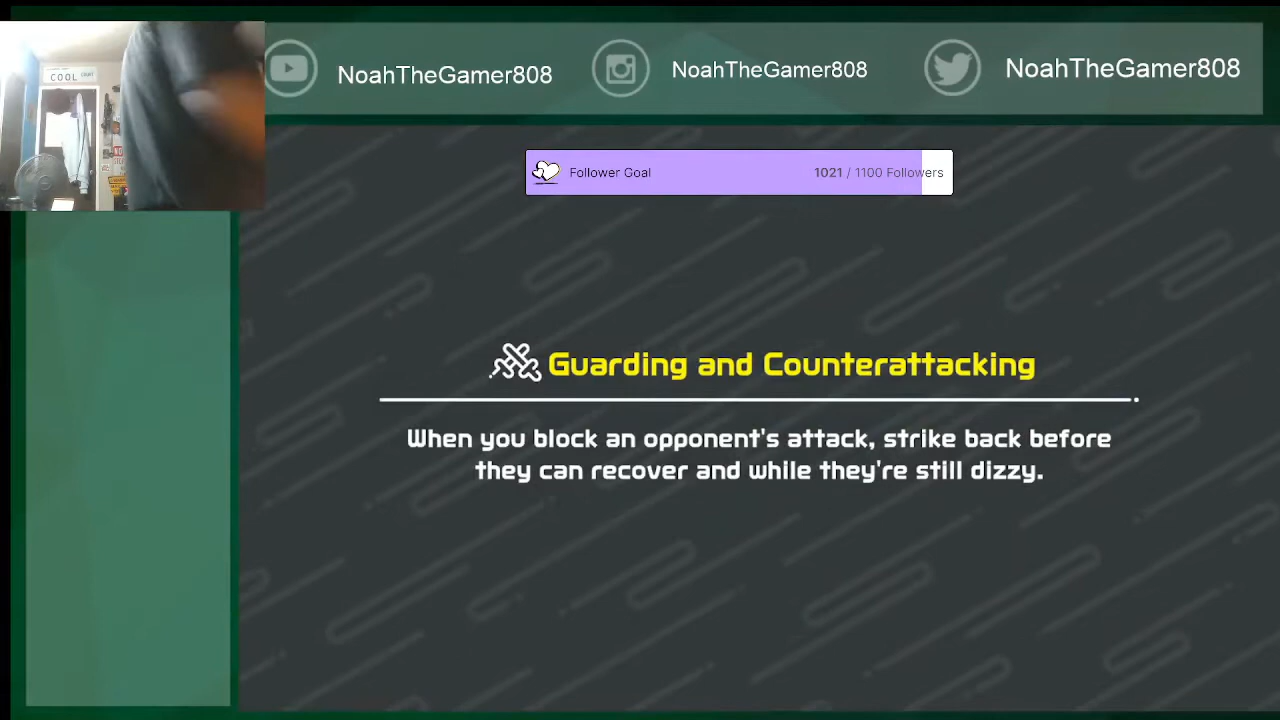 COOL
NoahTheGamer808
NoahTheGamer808
NoahTheGamer808
Follower Goal
1021 / 1100 Followers
Guarding and Counterattacking
When you block an opponent's attack, strike back before
they can recover and while they're still dizzy.